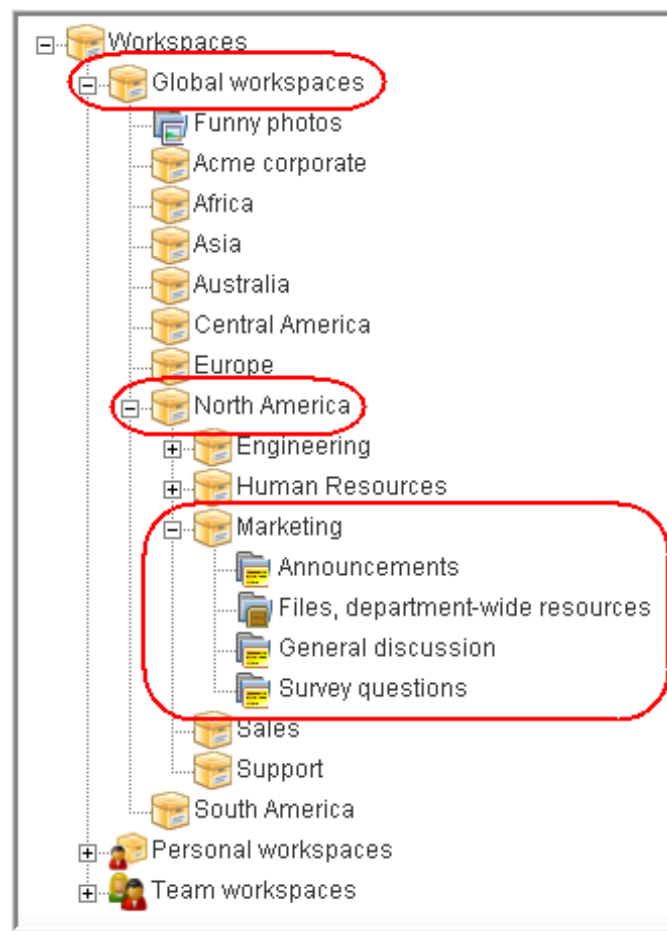 Workspaces
Global workspaces
Funny photos
Acme corporate
Africa
Asia
Australia
Central America
Europe
North America
Engineering
Human Resources
Marketing
Announcements
Files, department-wide resources
General discussion
Survey questions
Sales
Support
South America
Personal workspaces
Team workspaces